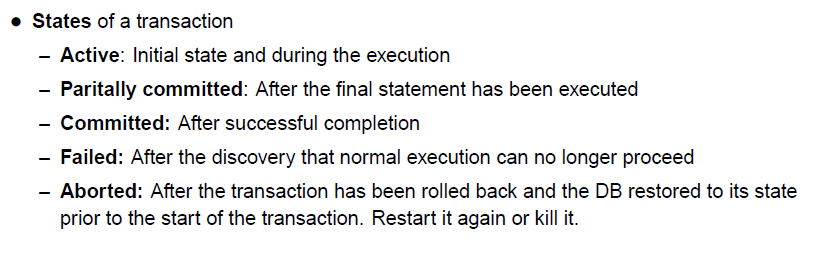 ● States of a transaction
– Active: Initial state and during the execution
– Paritally committed: After the final statement has been executed
– Committed: After successful completion
– Failed: After the discovery that normal execution can no longer proceed
– Aborted: After the transaction has been rolled back and the DB restored to its state
prior to the start of the transaction. Restart it again or kill it.